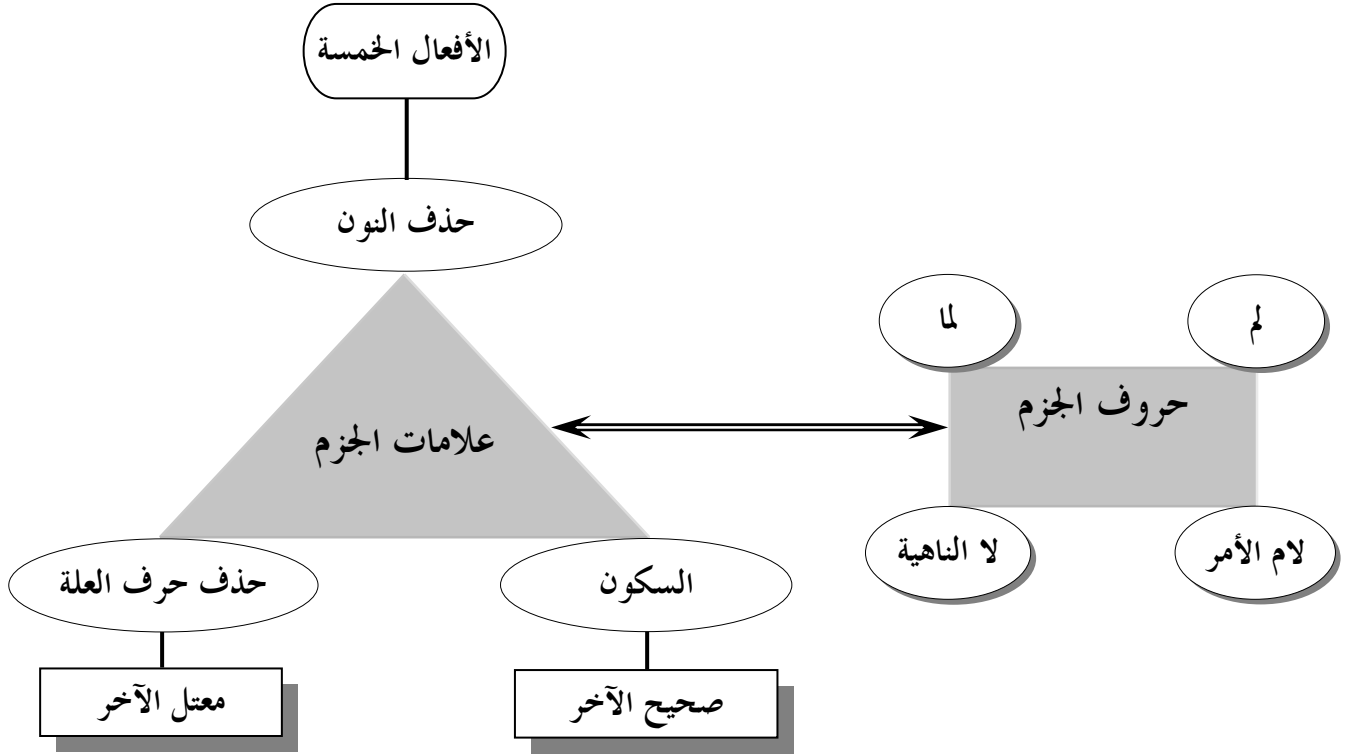 الأفعال الخمسة
حذف النون
لم
لما
حروف الجزم
علامات الجزم
لام الأمر
لا الناهية
السكون
حذف حرف العلة
صحيح الآخر
معتل الآخر